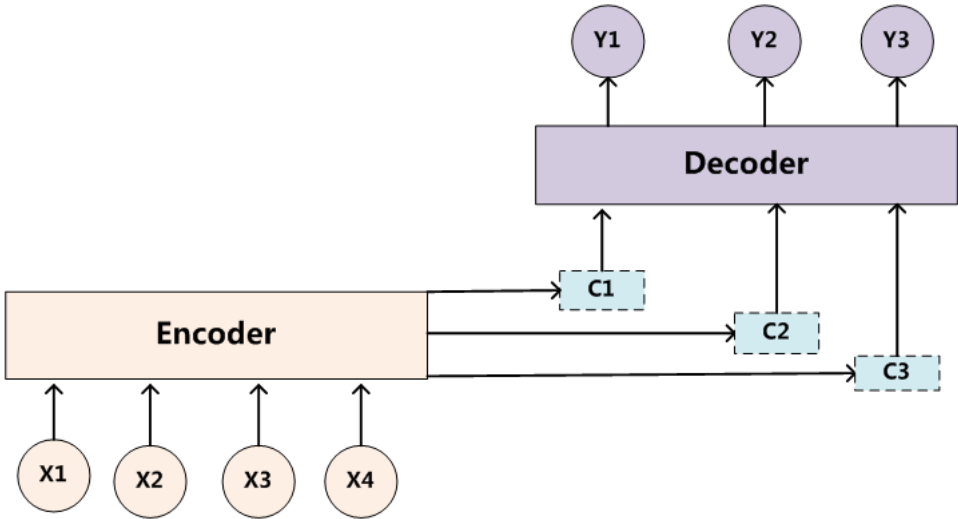 Y1 Y2 Y3
Decoder
C1
Encoder
C2
C3
X1 X2 X3 X4